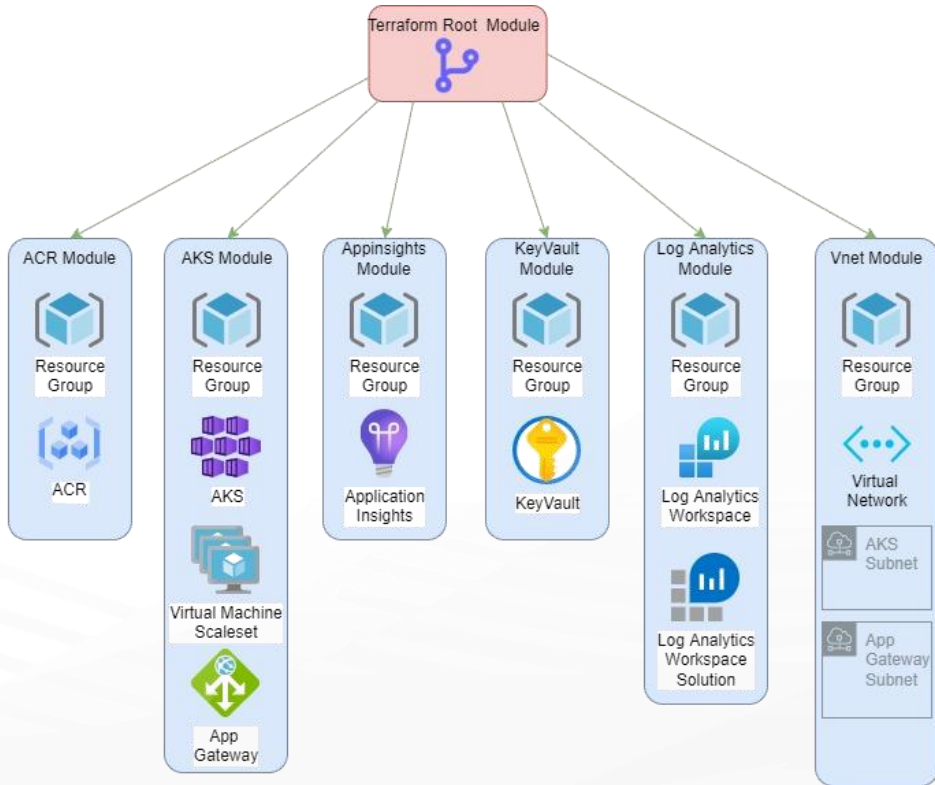 Terraform Root Module
ACR Module
Resource
Group
ACR
AKS Module
Resource
Group
AKS
Virtual Machine
Scaleset
App
Gateway
Appinsights
Module
Resource
Group
Application
Insights
KeyVault
Module
Resource
Group
KeyVault
Log Analytics
Module
Resource
Group
Log Analytics
Workspace
Log Analytics
Workspace
Solution
Vnet Module
Resource
Group
Virtual
Network
AKS
Subnet
App
Gateway
Subnet